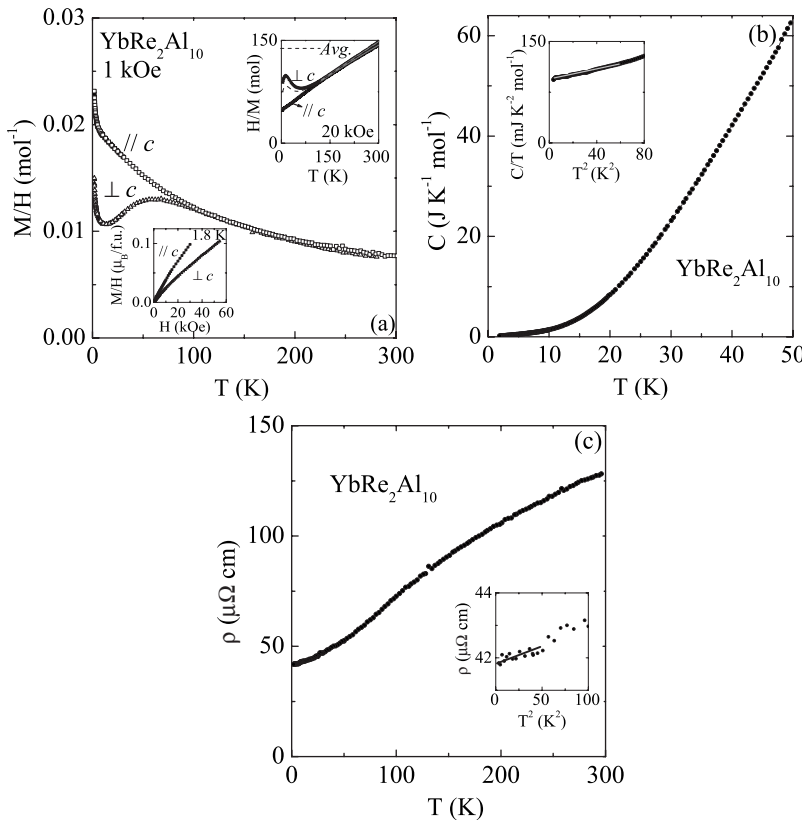 YbRe2Al10
1 kOe
// c
⊥ c
M/H (mol⁻¹)
0.03
0.02
0.01
0.00
0 100 200 300
T (K)
(a)
H/M (mol)
150
0
Avg.
⊥ c
// c
20 kOe
0 150 300
T (K)
M/H (μB/f.u.)
0.1
0.0
1.8 K
// c
⊥ c
0 20 40 60
H (kOe)
(b)
C (J K⁻¹ mol⁻¹)
60
40
20
0
0 10 20 30 40 50
T (K)
YbRe2Al10
C/T (mJ K⁻² mol⁻¹)
150
0
0 40 80
T² (K²)
(c)
YbRe2Al10
ρ (μΩ cm)
150
100
50
0
0 100 200 300
T (K)
ρ (μΩ cm)
44
42
0 50 100
T² (K²)